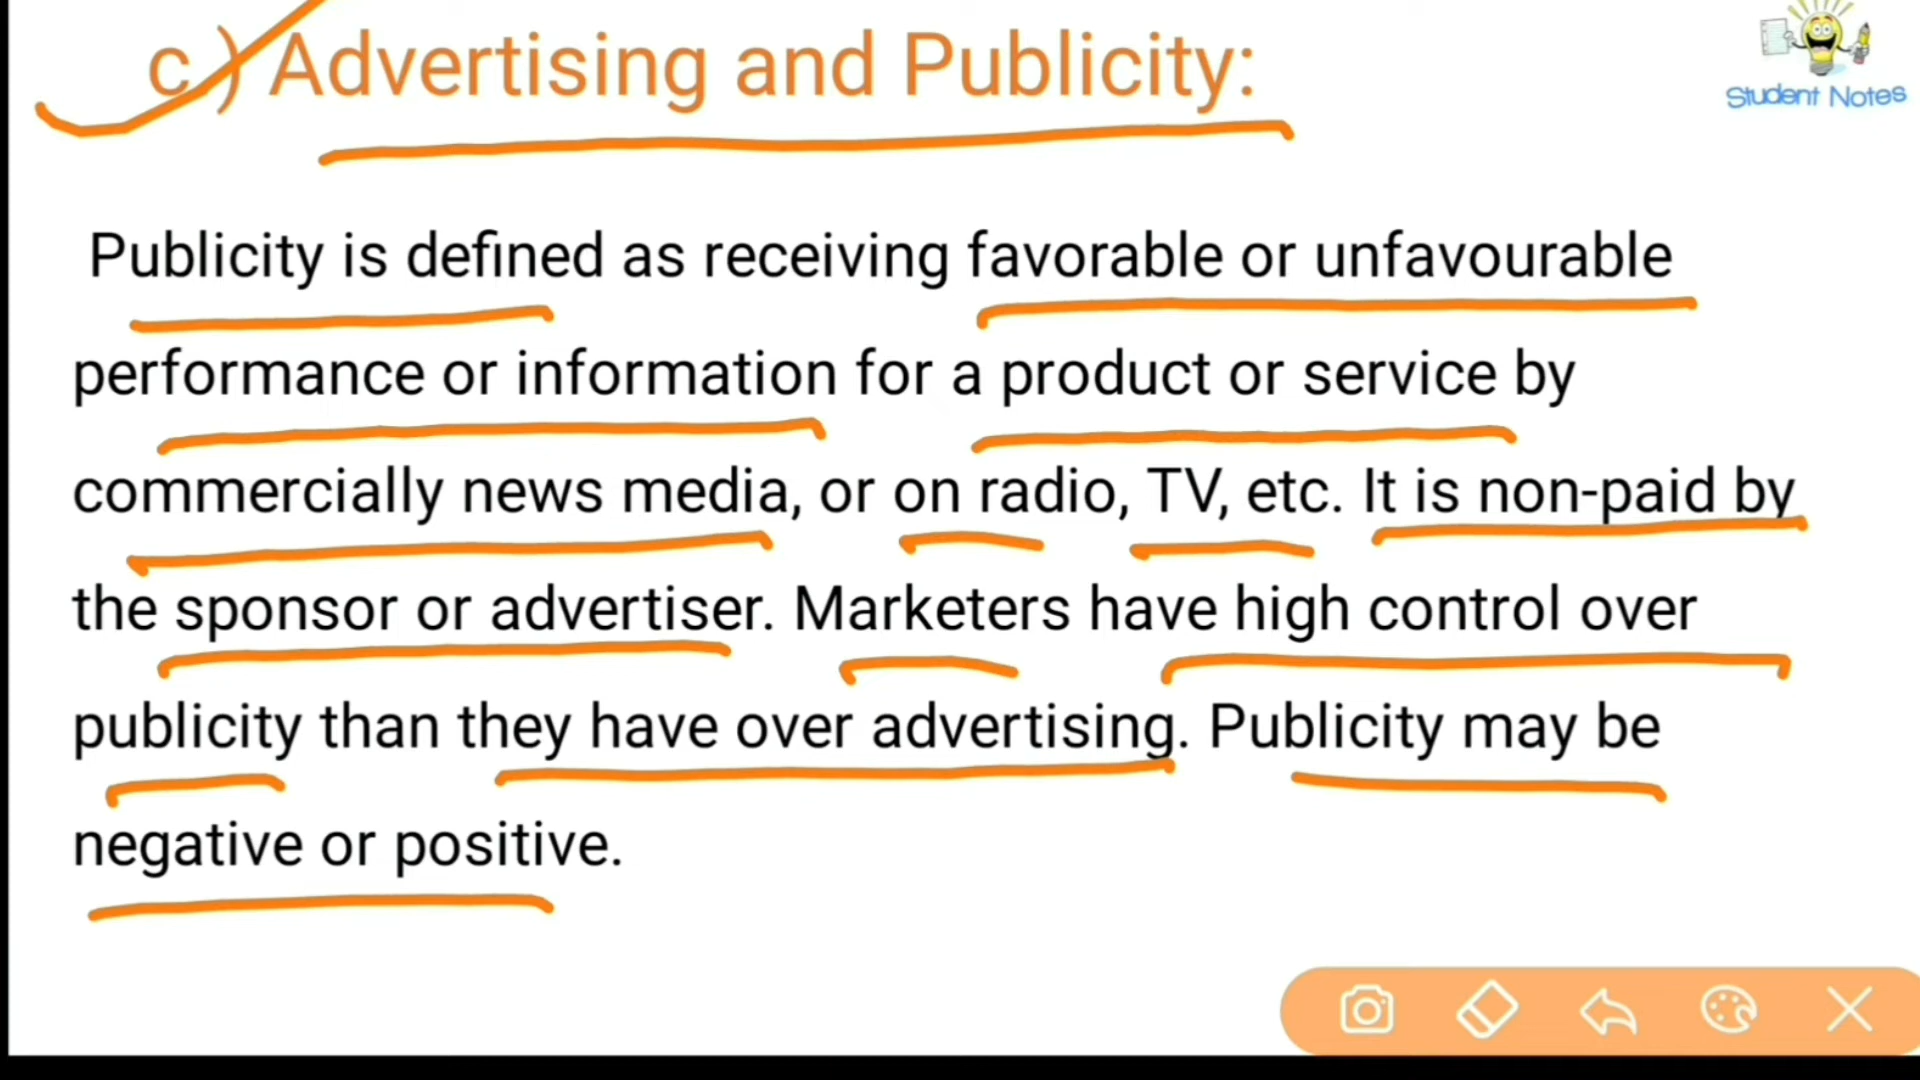 c ) Advertising and Publicity:
Student Notes
Publicity is defined as receiving favorable or unfavourable
performance or information for a product or service by
commercially news media, or on radio, TV, etc. It is non-paid by
the sponsor or advertiser. Marketers have high control over
publicity than they have over advertising. Publicity may be
negative or positive.